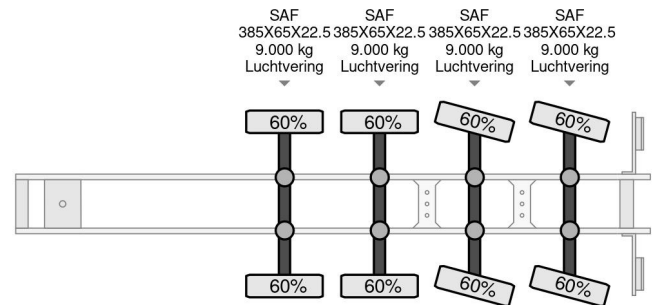 SAF SAF SAF SAF
385X65X22.5 385X65X22.5 385X65X22.5 385X65X22.5
9.000 kg 9.000 kg 9.000 kg 9.000 kg
Luchtvering Luchtvering Luchtvering Luchtvering
60% 60% 60% 60%
60% 60% 60% 60%